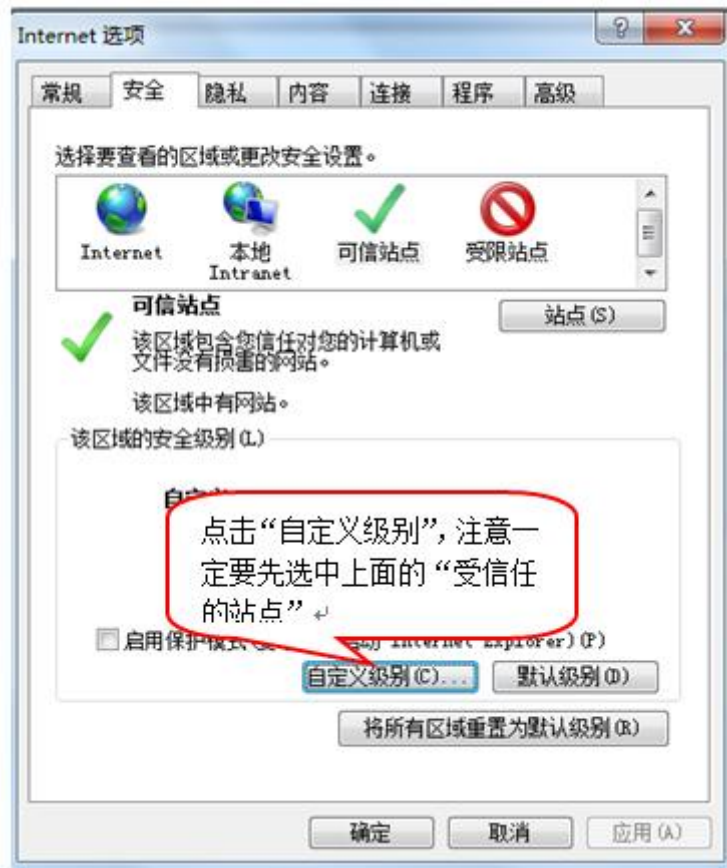 Internet 选项
常规 安全 隐私 内容 连接 程序 高级
选择要查看的区域或更改安全设置。
Internet 本地 可信站点 受限站点
Intranet
可信站点
站点(S)
该区域包含您信任对您的计算机或
文件没有损害的网站。
该区域中有网站。
该区域的安全级别(L)
点击“自定义级别”，注意一
定要先选中上面的“受信任
的站点”
启用保护模式 Internet Explorer)(P)
自定义级别(C)... 默认级别(D)
将所有区域重置为默认级别(R)
确定 取消 应用(A)